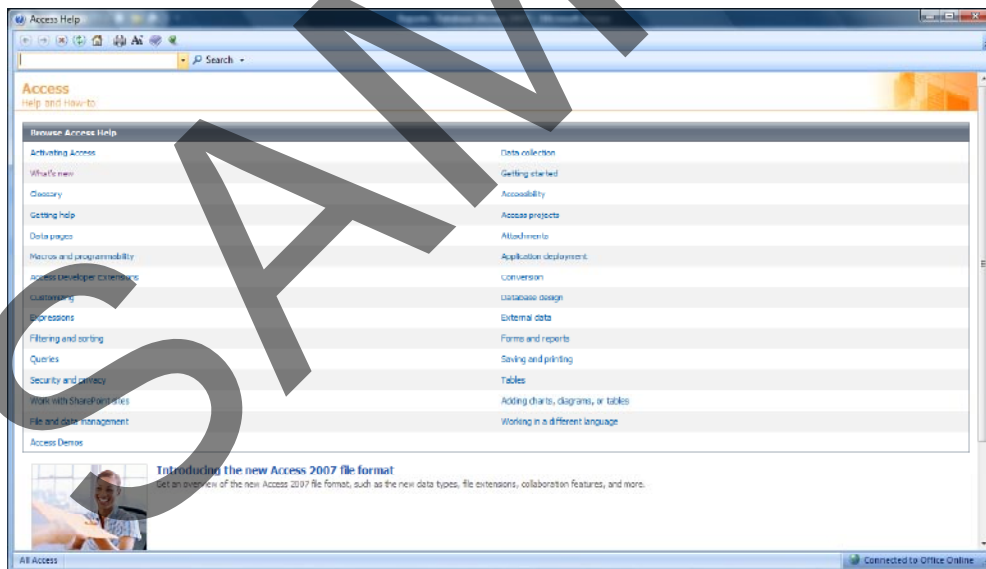 Access Help
Search
Access
Help and How-to
Browse Access Help
Activating Access
Data collection
What's new
Getting started
Glossary
Accessibility
Getting help
Access projects
Data pages
Attachments
Macros and programmability
Application deployment
Access Developer Extensions
Conversion
Customizing
Database design
Expressions
External data
Filtering and sorting
Forms and reports
Queries
Saving and printing
Security and privacy
Tables
Work with SharePoint sites
Adding charts, diagrams, or tables
File and data management
Working in a different language
Access Demos
Introducing the new Access 2007 file format
Get an overview of the new Access 2007 file format, such as the new data types, file extensions, collaboration features, and more.
All Access
Connected to Office Online
SAM